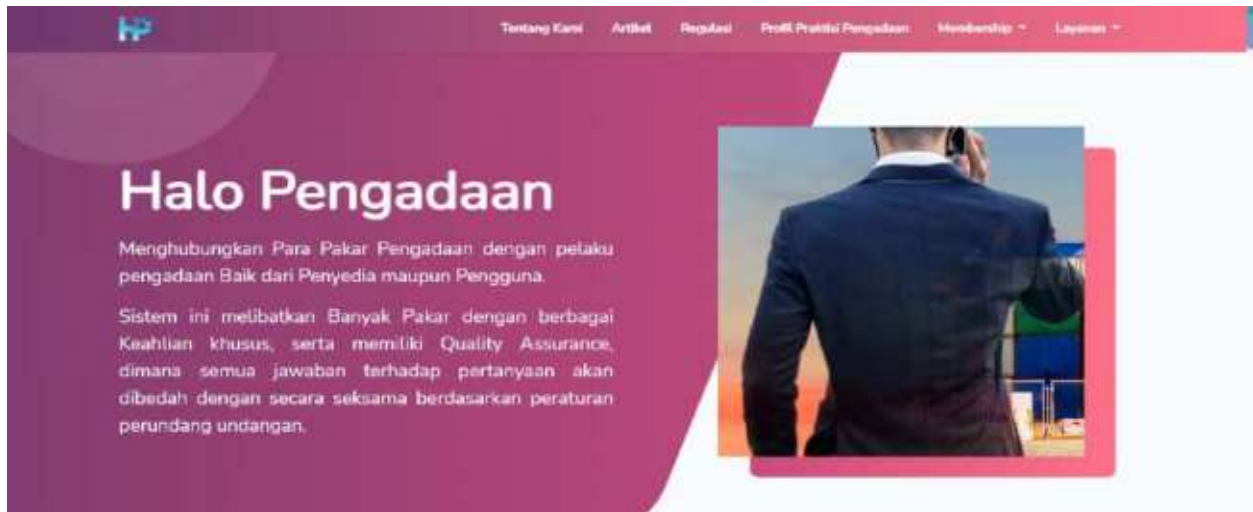 HP
Tentang Kami Artikel Regulasi Profil Praktisi Pengadaan Membership Layanan
Halo Pengadaan
Menghubungkan Para Pakar Pengadaan dengan pelaku
pengadaan Baik dari Penyedia maupun Pengguna.
Sistem ini melibatkan Banyak Pakar dengan berbagai
Keahlian khusus, serta memiliki Quality Assurance,
dimana semua jawaban terhadap pertanyaan akan
dibedah dengan secara seksama berdasarkan peraturan
perundang undangan.